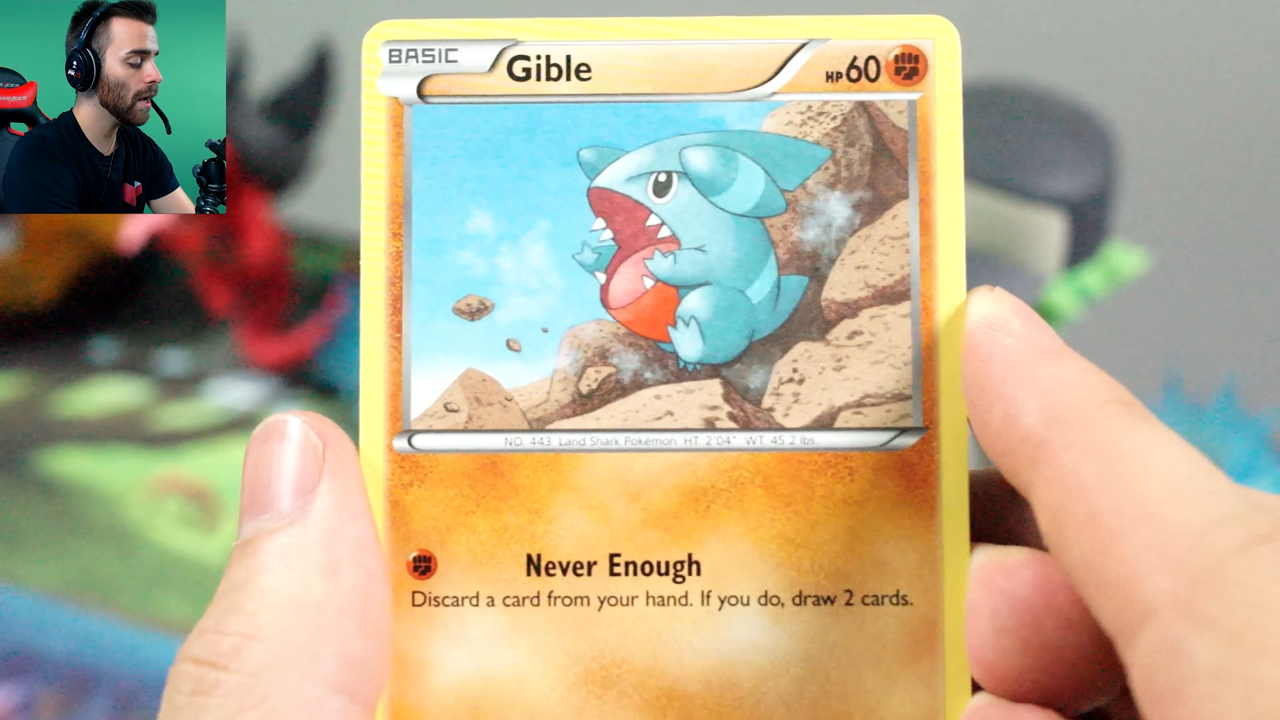 BASIC
Gible
HP60
NO. 443 Land Shark Pokémon HT. 2'04" WT. 45.2 lbs.
Never Enough
Discard a card from your hand. If you do, draw 2 cards.